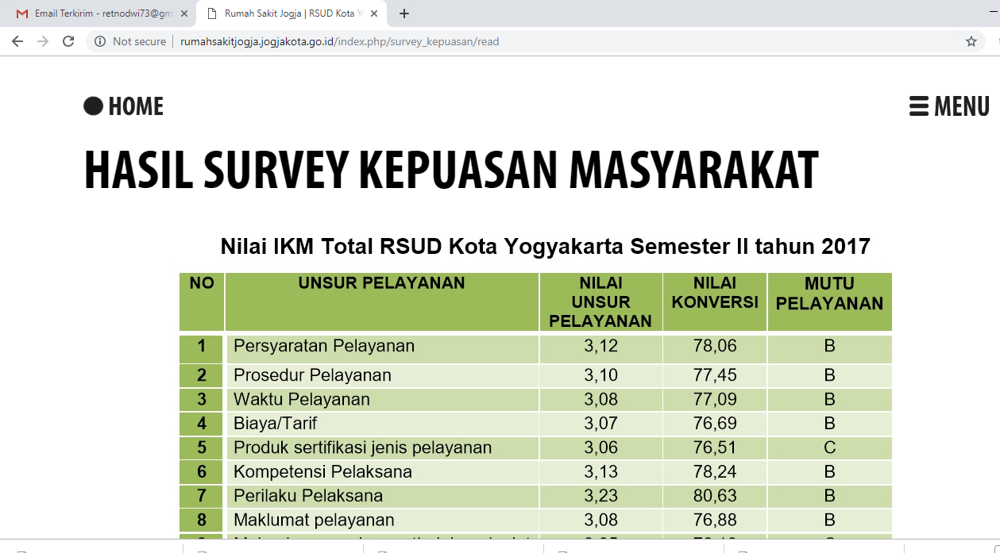 Email Terkirim - retnodwi73@gm
Rumah Sakit Jogja | RSUD Kota Y
Not secure | rumahsakitjogja.jogjakota.go.id/index.php/survey_kepuasan/read
HOME
MENU
HASIL SURVEY KEPUASAN MASYARAKAT
Nilai IKM Total RSUD Kota Yogyakarta Semester II tahun 2017
NO UNSUR PELAYANAN NILAI UNSUR PELAYANAN NILAI KONVERSI MUTU PELAYANAN
1 Persyaratan Pelayanan 3,12 78,06 B
2 Prosedur Pelayanan 3,10 77,45 B
3 Waktu Pelayanan 3,08 77,09 B
4 Biaya/Tarif 3,07 76,69 B
5 Produk sertifikasi jenis pelayanan 3,06 76,51 C
6 Kompetensi Pelaksana 3,13 78,24 B
7 Perilaku Pelaksana 3,23 80,63 B
8 Maklumat pelayanan 3,08 76,88 B